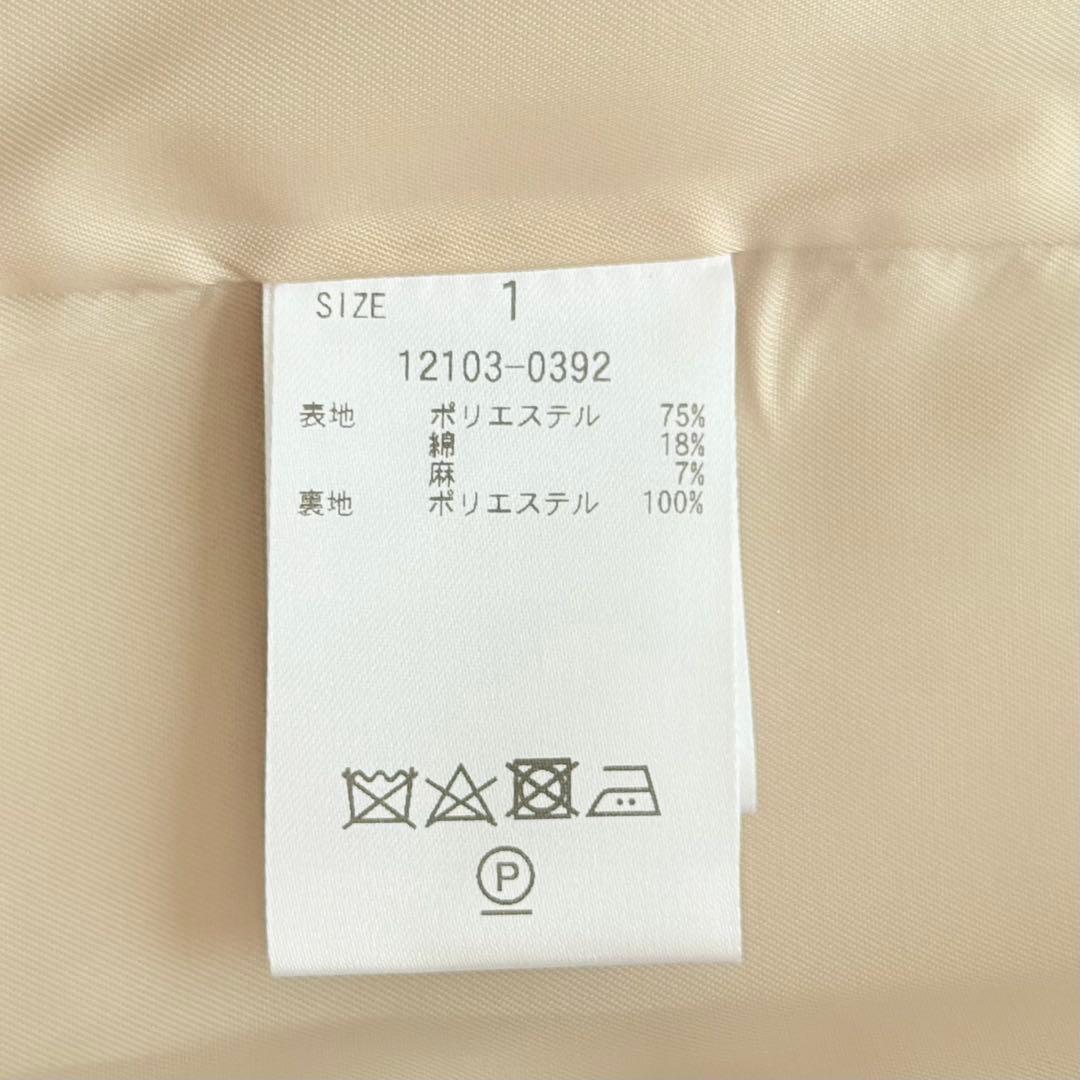 SIZE 1
12103-0392
表地 ポリエステル 75%
綿 18%
麻 7%
裏地 ポリエステル 100%
P